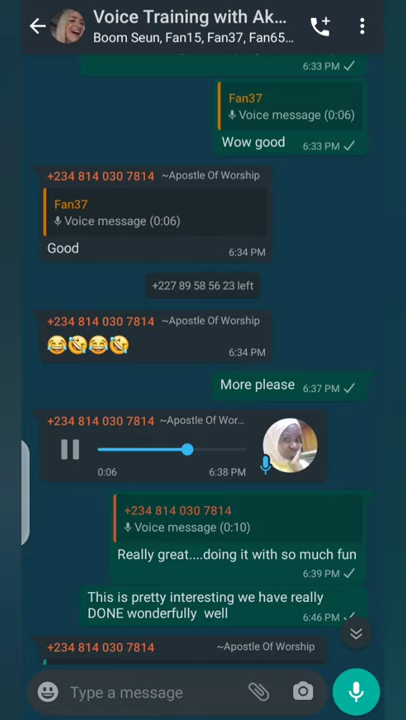 Voice Training with Ak...
Boom Seun, Fan15, Fan37, Fan65...
6:33 PM
Fan37
Voice message (0:06)
Wow good
6:33 PM
+234 814 030 7814 ~Apostle Of Worship
Fan37
Voice message (0:06)
Good
6:34 PM
+227 89 58 56 23 left
+234 814 030 7814 ~Apostle Of Worship
😂🤣😂🤣
6:34 PM
More please 6:37 PM
+234 814 030 7814 ~Apostle Of Wor...
0:06 6:38 PM
+234 814 030 7814
Voice message (0:10)
Really great....doing it with so much fun
6:39 PM
This is pretty interesting we have really
DONE wonderfully well
6:46 PM
+234 814 030 7814 ~Apostle Of Worship
Type a message